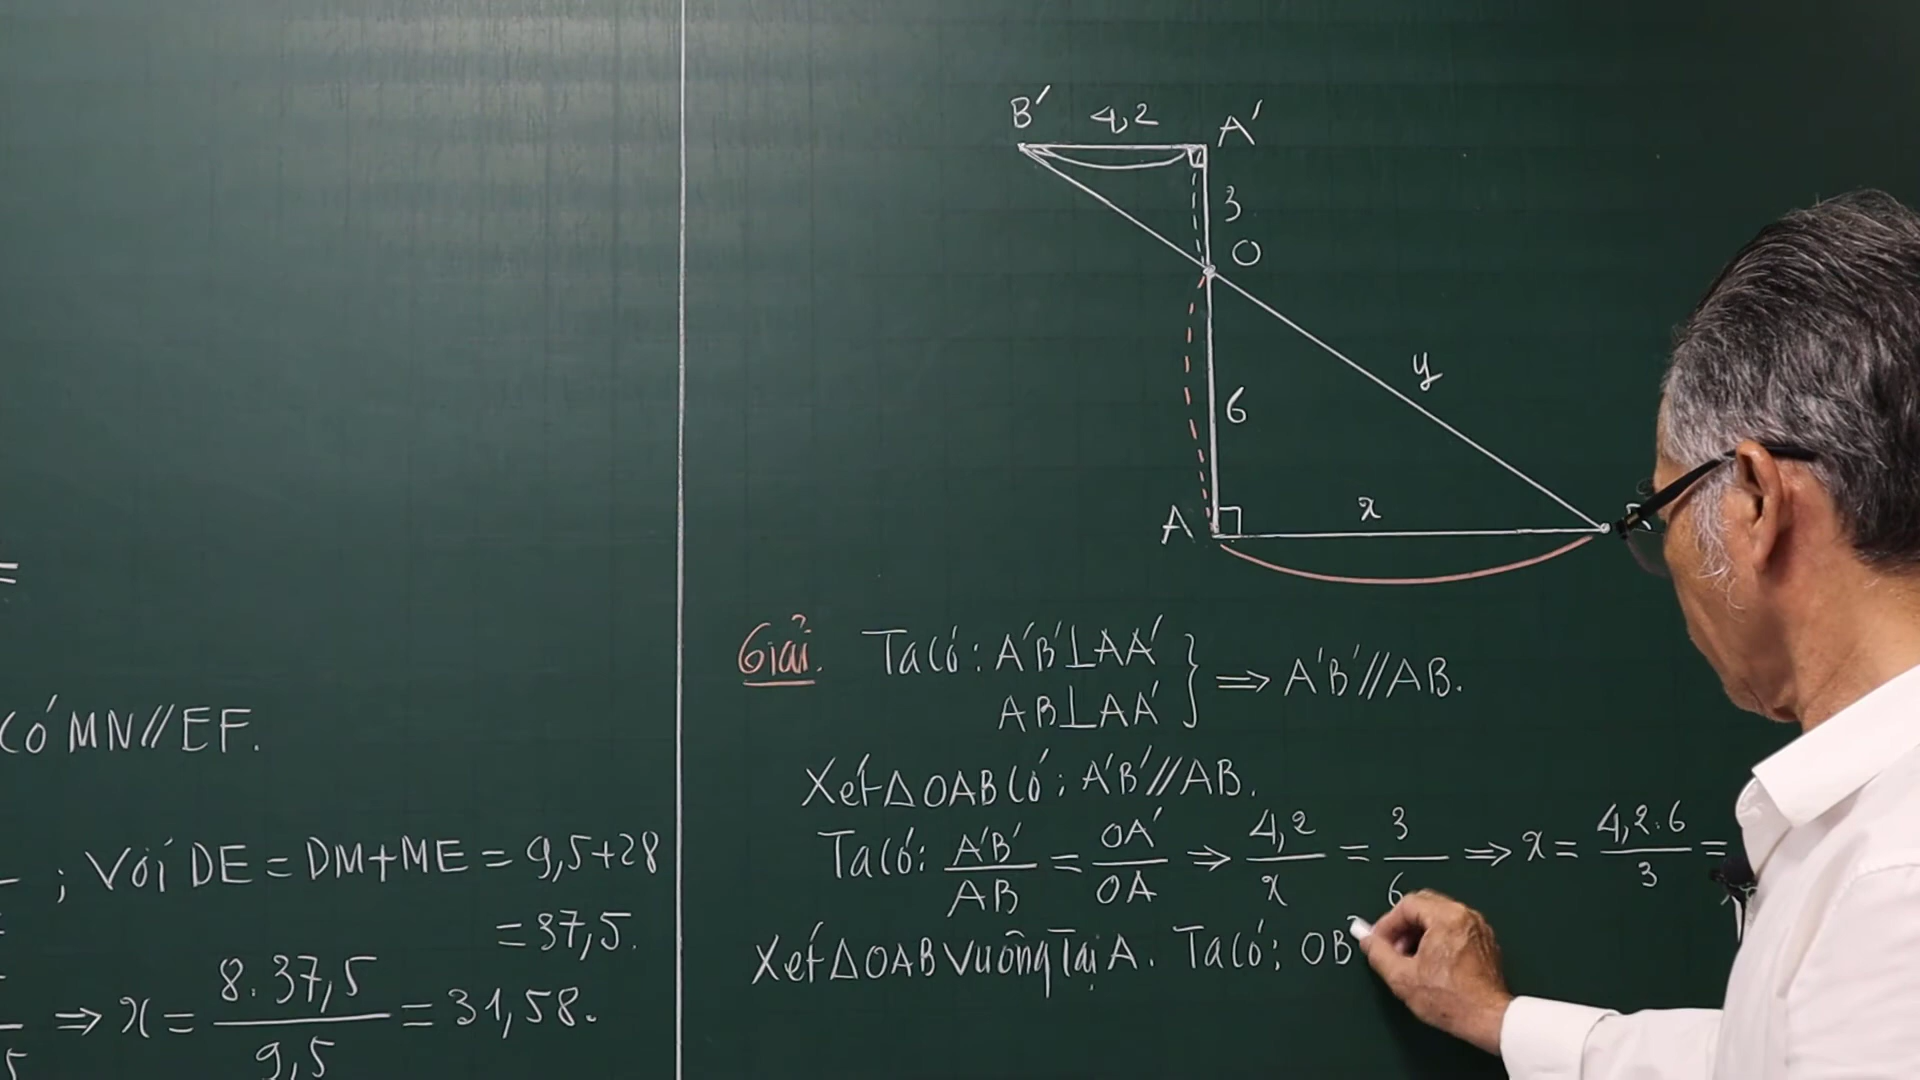 =
Có MN//EF.
; Với DE = DM+ME = 9,5+28
= 37,5.
⇒ x = 8.37,5/9,5 = 31,58.
5
B' 4,2 A'
3
O
y
6
A x
Giải. Ta có: A'B'⊥AA'
AB⊥AA' } ⇒ A'B'//AB.
Xét ΔOAB có: A'B'//AB.
Ta có: A'B'/AB = OA'/OA ⇒ 4,2/x = 3/6 ⇒ x = 4,2.6/3 =
Xét ΔOAB vuông tại A. Ta có: OB